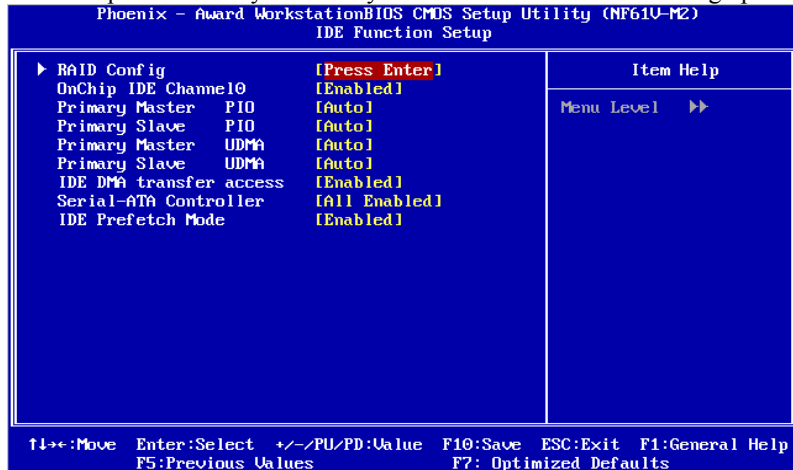 Phoenix - Award WorkstationBIOS CMOS Setup Utility (NF61V-M2)
IDE Function Setup
▶ RAID Config [Press Enter]
OnChip IDE Channel0 [Enabled]
Primary Master PIO [Auto]
Primary Slave PIO [Auto]
Primary Master UDMA [Auto]
Primary Slave UDMA [Auto]
IDE DMA transfer access [Enabled]
Serial-ATA Controller [All Enabled]
IDE Prefetch Mode [Enabled]
Item Help
Menu Level ▶▶
↑↓→←:Move Enter:Select +/-/PU/PD:Value F10:Save ESC:Exit F1:General Help
F5:Previous Values F7: Optimized Defaults